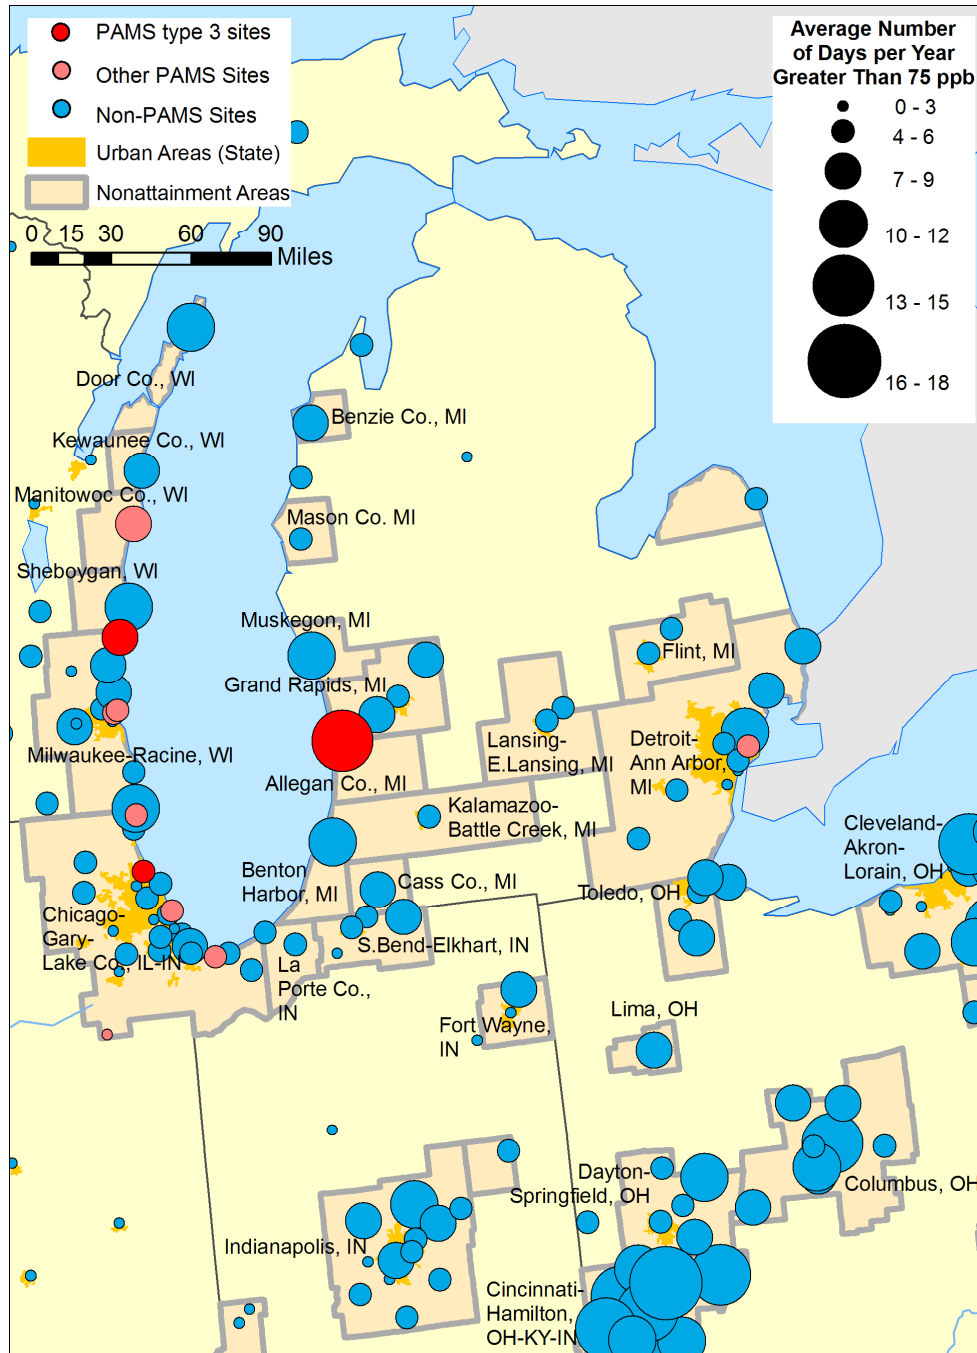 PAMS type 3 sites
Other PAMS Sites
Non-PAMS Sites
Urban Areas (State)
Nonattainment Areas
0 15 30 60 90
Miles
Average Number
of Days per Year
Greater Than 75 ppb
0 - 3
4 - 6
7 - 9
10 - 12
13 - 15
16 - 18
Door Co., WI
Kewaunee Co., WI
Manitowoc Co., WI
Sheboygan, WI
Milwaukee-Racine, WI
Chicago-
Gary-
Lake Co., IL-IN
Benzie Co., MI
Mason Co. MI
Muskegon, MI
Grand Rapids, MI
Allegan Co., MI
Flint, MI
Lansing-
E.Lansing, MI
Detroit-
Ann Arbor,
MI
Kalamazoo-
Battle Creek, MI
Benton
Harbor, MI
Cass Co., MI
S.Bend-Elkhart, IN
La
Porte Co.,
IN
Toledo, OH
Cleveland-
Akron-
Lorain, OH
Fort Wayne,
IN
Lima, OH
Dayton-
Springfield, OH
Columbus, OH
Indianapolis, IN
Cincinnati-
Hamilton,
OH-KY-IN